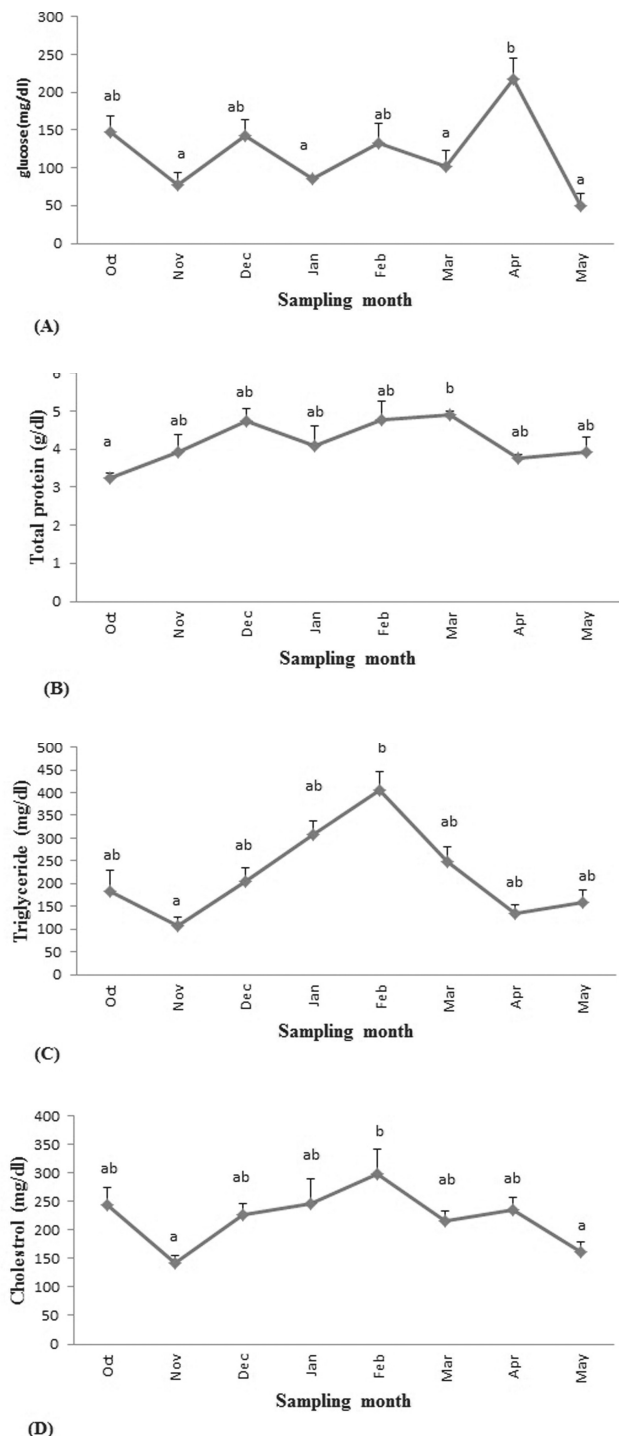 300
b
250
ab
200
ab
ab
150
a
a
a
100
a
50
0
glucose(mg/dl)
Oct
Nov
Dec
Jan
Feb
Mar
Apr
May
Sampling month
(A)
b
ab
ab
5
ab
ab
ab
ab
a
4
3
2
1
0
Total protein (g/dl)
Oct
Nov
Dec
Jan
Feb
Mar
Apr
May
Sampling month
(B)
500
b
450
400
ab
350
300
ab
ab
250
ab
ab
ab
200
a
150
100
50
0
Triglyceride (mg/dl)
Oct
Nov
Dec
Jan
Feb
Mar
Apr
May
Sampling month
(C)
400
b
350
ab
ab
300
ab
ab
ab
250
a
200
a
150
100
50
0
Cholestrol (mg/dl)
Oct
Nov
Dec
Jan
Feb
Mar
Apr
May
Sampling month
(D)